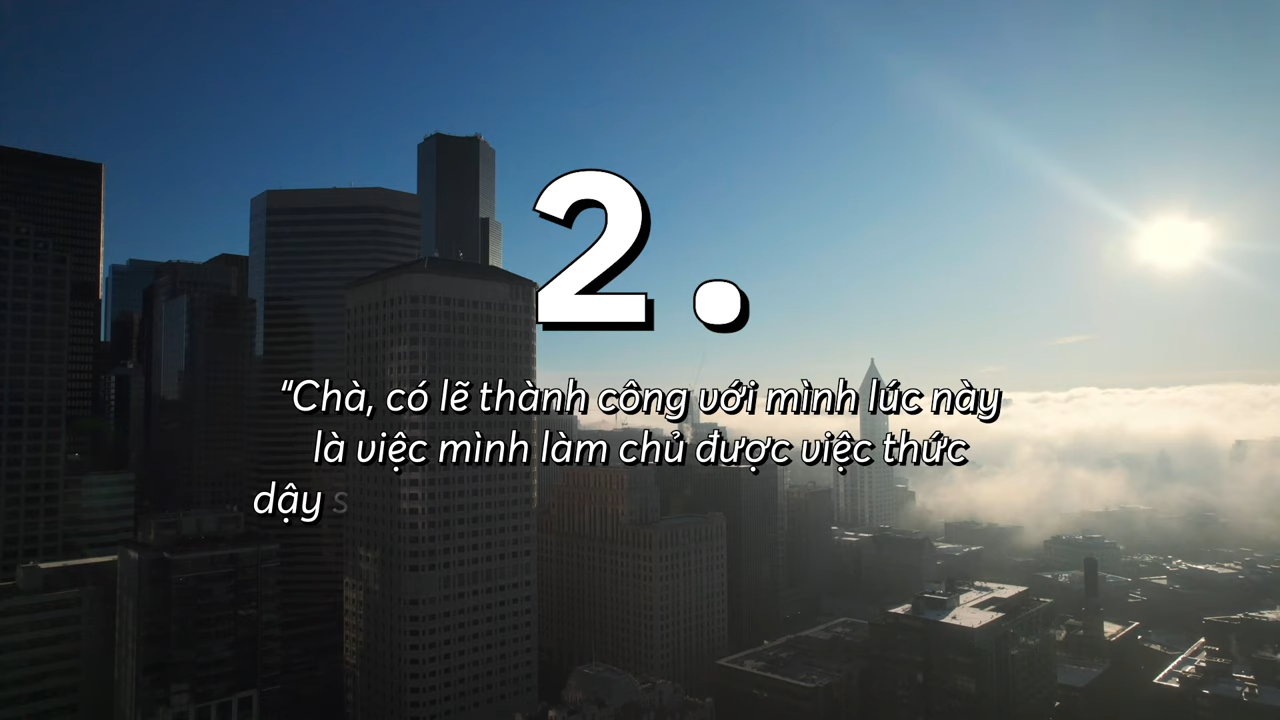 2.
“Chà, có lẽ thành công với mình lúc này
là việc mình làm chủ được việc thức
dậy s